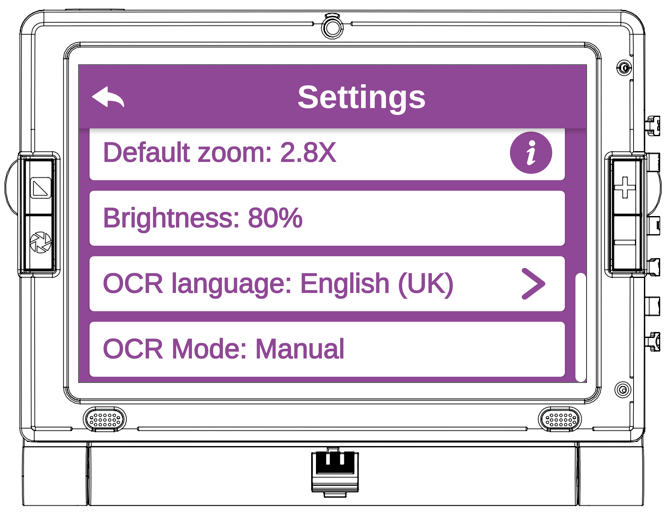 Settings
Default zoom: 2.8X
i
Brightness: 80%
OCR language: English (UK)
OCR Mode: Manual